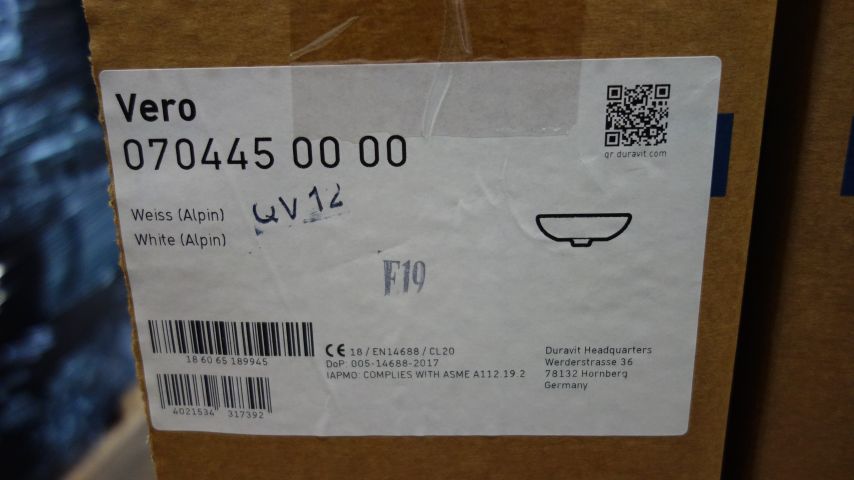 Vero
070445 00 00
qr.duravit.com
Weiss (Alpin)
White (Alpin)
QV 12
F19
18 60 65 189945
4021534 317392
CE 18 / EN14688 / CL20
DoP: 005-14688-2017
IAPMO: COMPLIES WITH ASME A112.19.2
Duravit Headquarters
Werderstrasse 36
78132 Hornberg
Germany